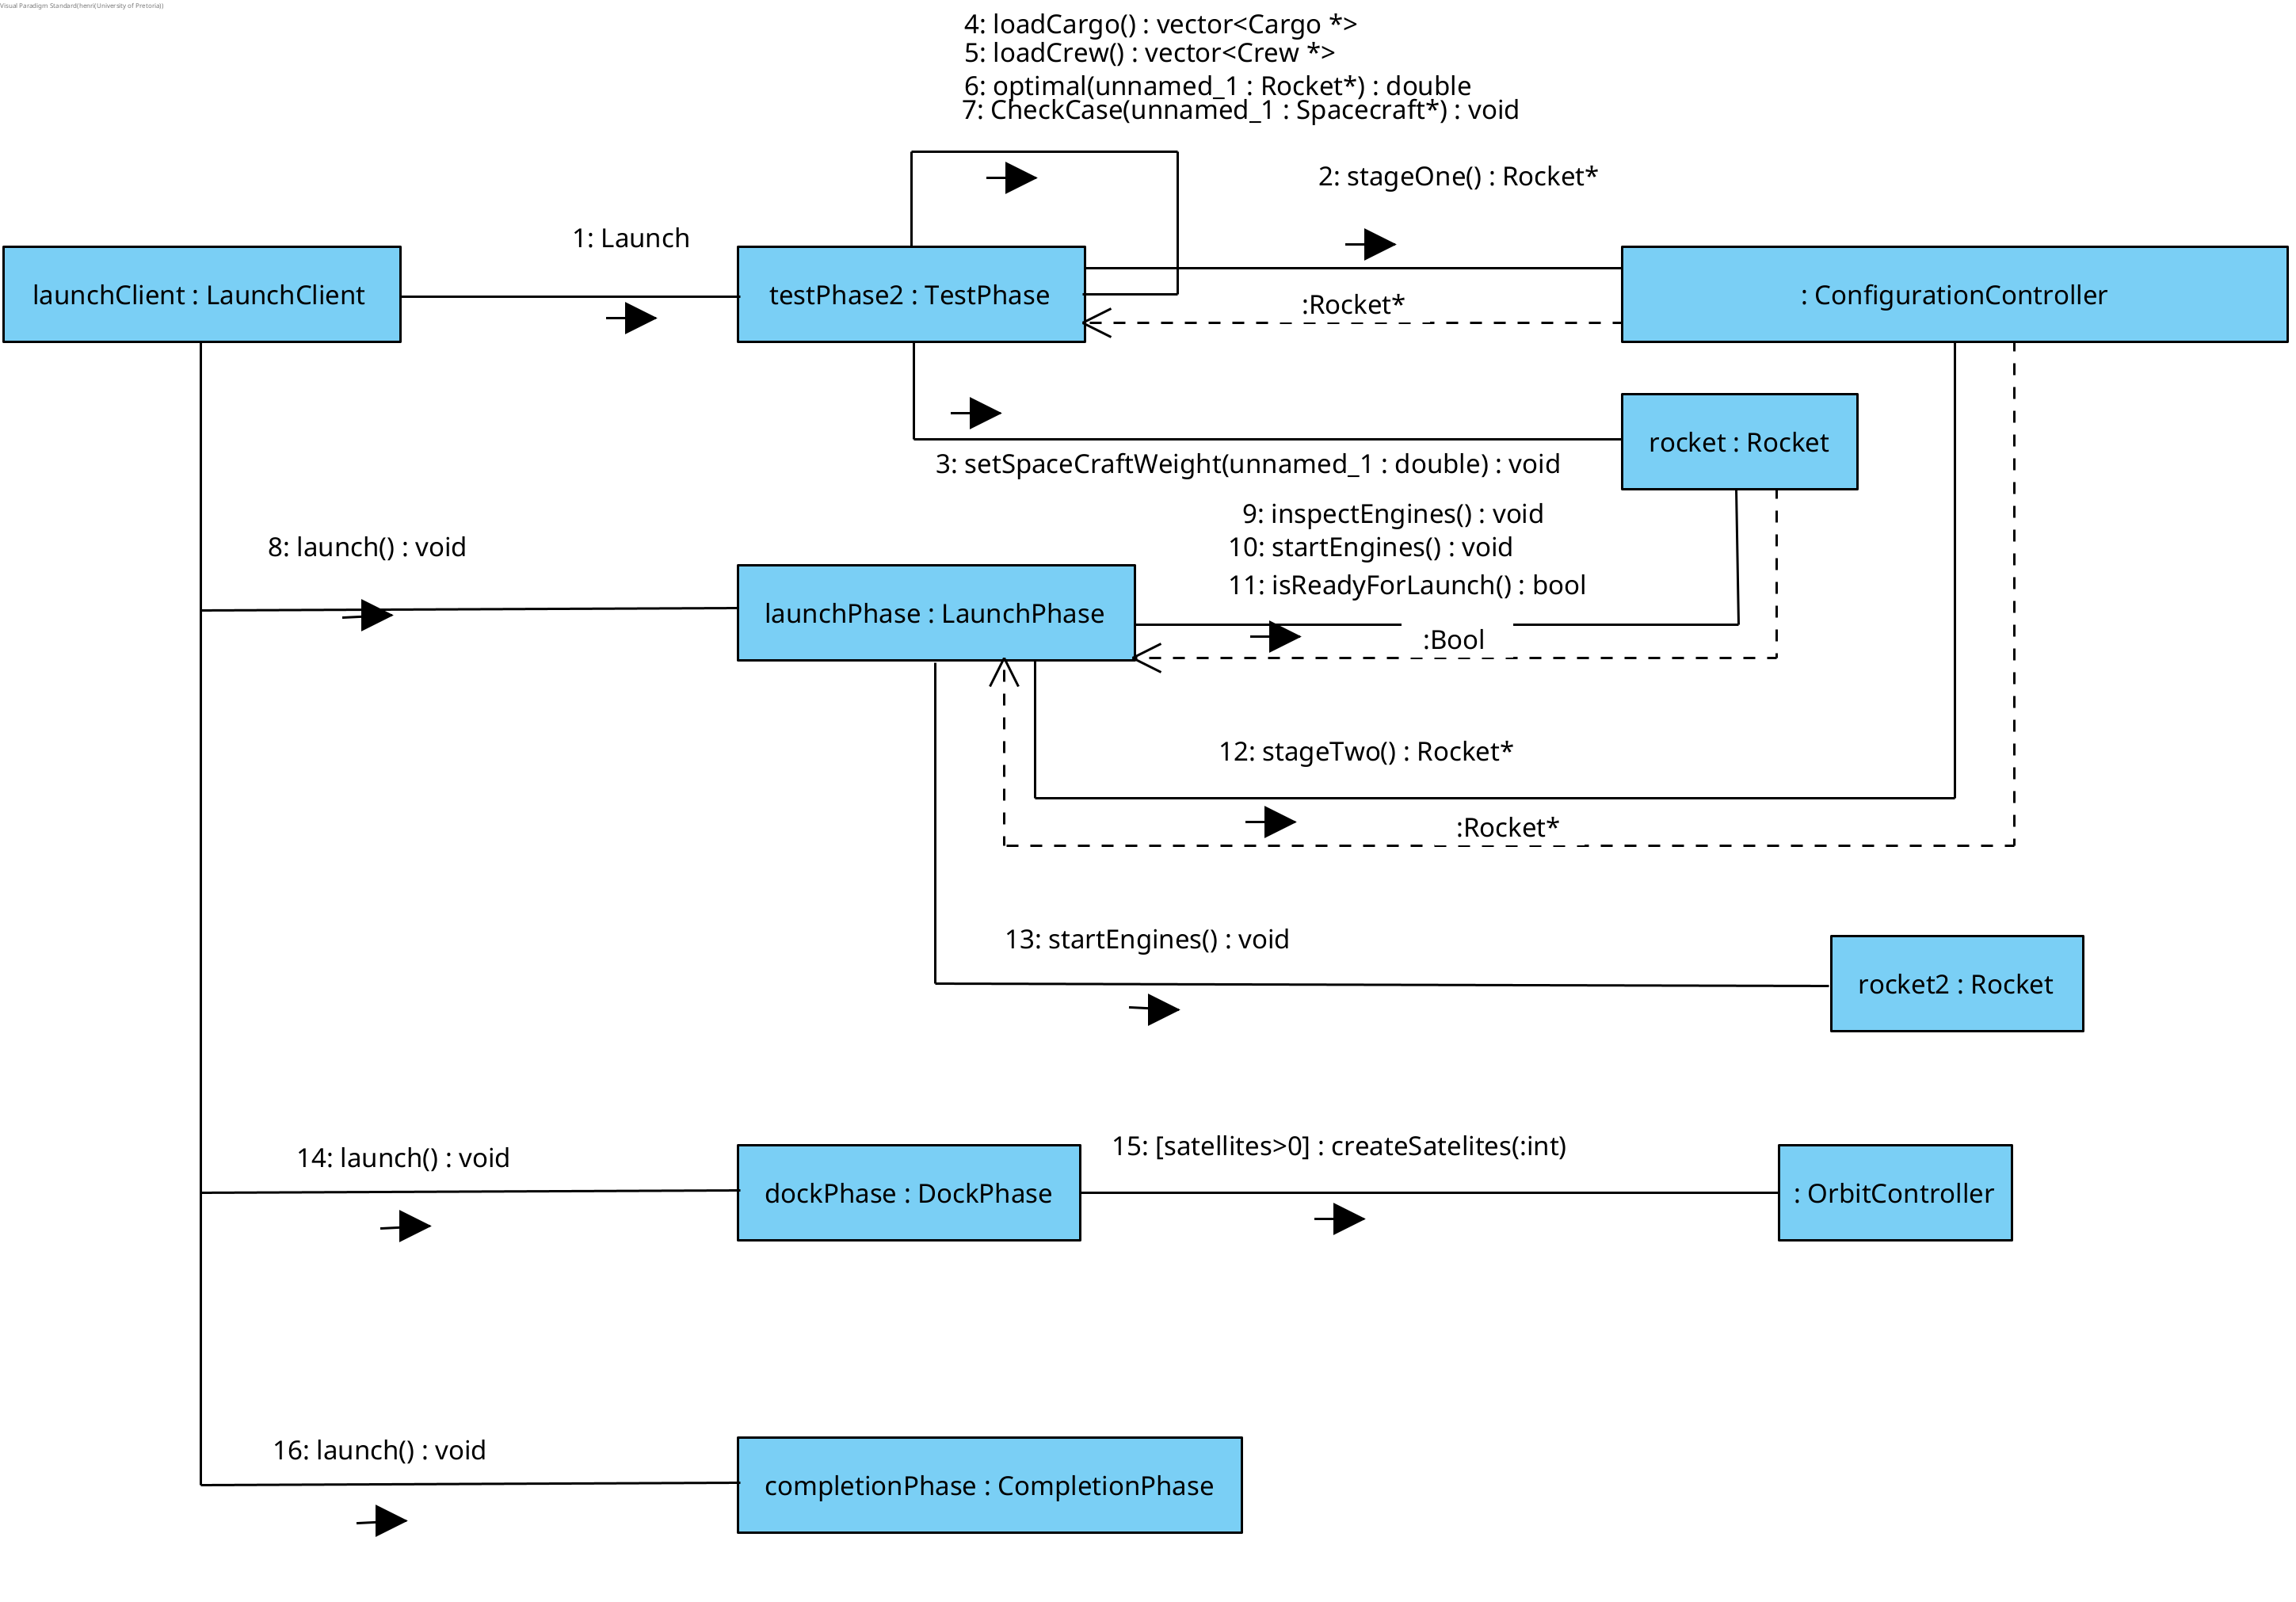 Visual Paradigm Standard(henri(University of Pretoria))
4: loadCargo() : vector<Cargo *>
5: loadCrew() : vector<Crew *>
6: optimal(unnamed_1 : Rocket*) : double
7: CheckCase(unnamed_1 : Spacecraft*) : void
2: stageOne() : Rocket*
1: Launch
launchClient : LaunchClient
testPhase2 : TestPhase
: ConfigurationController
:Rocket*
rocket : Rocket
3: setSpaceCraftWeight(unnamed_1 : double) : void
9: inspectEngines() : void
8: launch() : void
10: startEngines() : void
11: isReadyForLaunch() : bool
launchPhase : LaunchPhase
:Bool
12: stageTwo() : Rocket*
:Rocket*
13: startEngines() : void
rocket2 : Rocket
14: launch() : void
15: [satellites>0] : createSatelites(:int)
dockPhase : DockPhase
: OrbitController
16: launch() : void
completionPhase : CompletionPhase